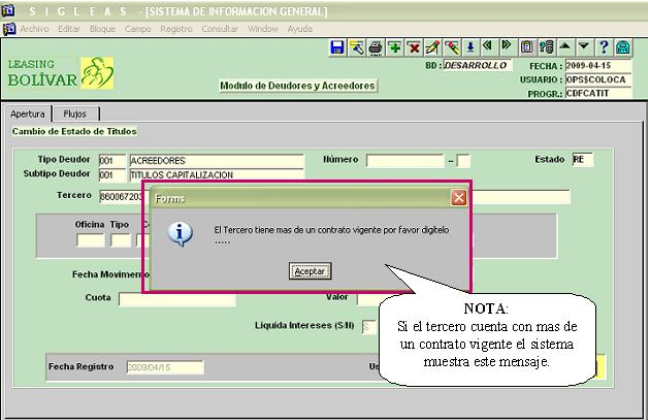 S I G L E A S - [SISTEMA DE INFORMACION GENERAL]
Archivo Editar Bloque Campo Registro Consultar Window Ayuda
LEASING
BOLÍVAR
BD : DESARROLLO
FECHA : 2009-04-15
USUARIO : OPS$COLOCA
Modulo de Deudores y Acreedores
PROGR.: CDFCATIT
Apertura Flujos
Cambio de Estado de Titulos
Tipo Deudor 001 ACREEDORES Número - Estado RE
Subtipo Deudor 001 TITULOS CAPITALIZACION
Tercero 860067203
Forms
Oficina Tipo
El Tercero tiene mas de un contrato vigente por favor digítelo
.....
Aceptar
Fecha Movimento
Cuota Valor
Liquida Intereses (S/N) S
Fecha Registro 2009/04/15 Us
NOTA:
Si el tercero cuenta con mas de
un contrato vigente el sistema
muestra este mensaje.